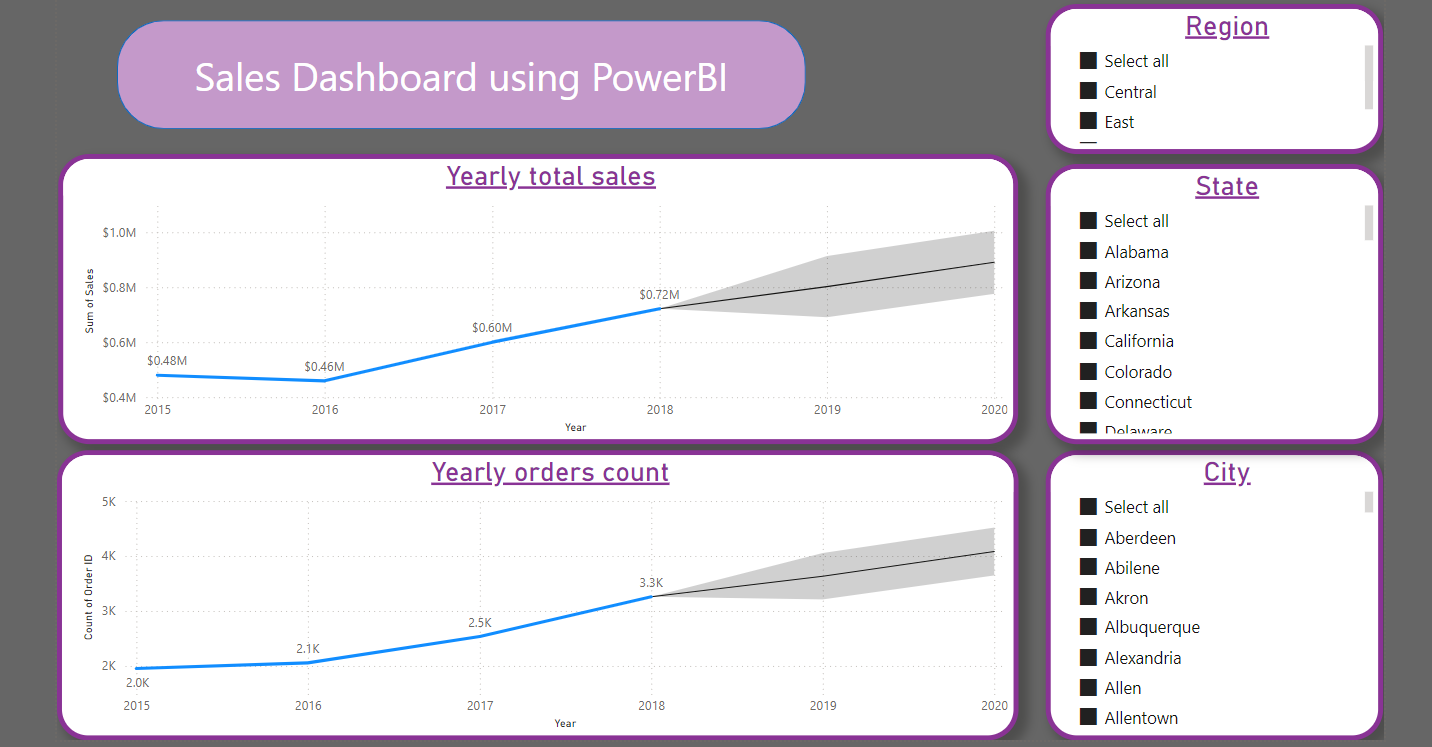 Sales Dashboard using PowerBI
Region
Select all
Central
East
Yearly total sales
$1.0M
$0.8M
$0.6M
$0.4M
Sum of Sales
$0.48M
$0.46M
$0.60M
$0.72M
2015
2016
2017
2018
2019
2020
Year
State
Select all
Alabama
Arizona
Arkansas
California
Colorado
Connecticut
Delaware
Yearly orders count
5K
4K
3K
2K
Count of Order ID
2.0K
2.1K
2.5K
3.3K
2015
2016
2017
2018
2019
2020
Year
City
Select all
Aberdeen
Abilene
Akron
Albuquerque
Alexandria
Allen
Allentown